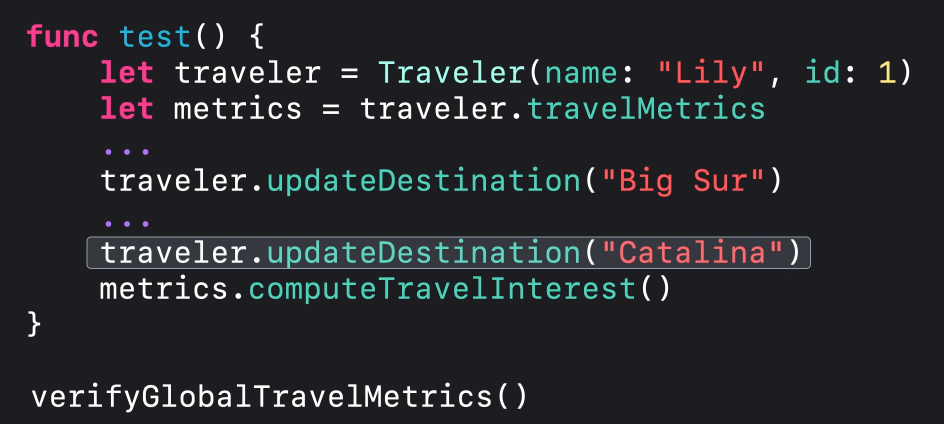 func test() {
    let traveler = Traveler(name: "Lily", id: 1)
    let metrics = traveler.travelMetrics
    ...
    traveler.updateDestination("Big Sur")
    ...
    traveler.updateDestination("Catalina")
    metrics.computeTravelInterest()
}
verifyGlobalTravelMetrics()